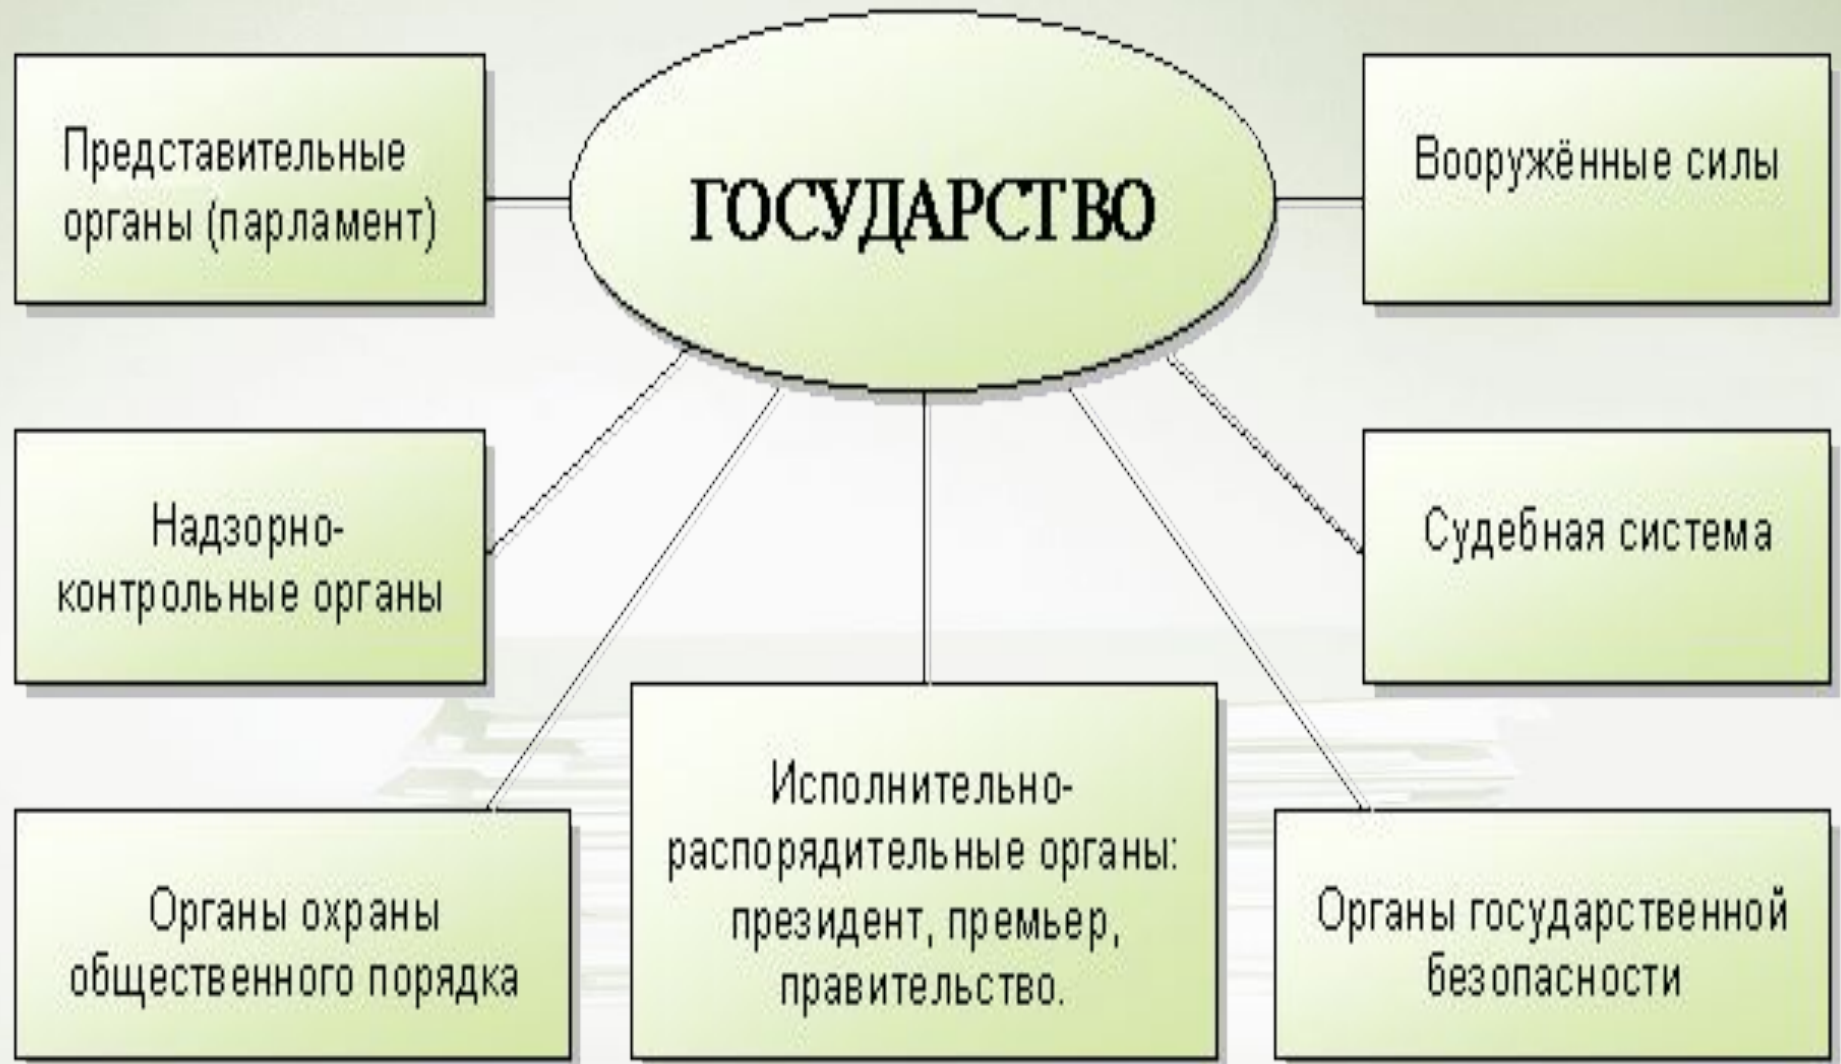 Представительные
органы (парламент)
ГОСУДАРСТВО
Вооружённые силы
Надзорно-
контрольные органы
Судебная система
Органы охраны
общественного порядка
Исполнительно-
распорядительные органы:
президент, премьер,
правительство.
Органы государственной
безопасности